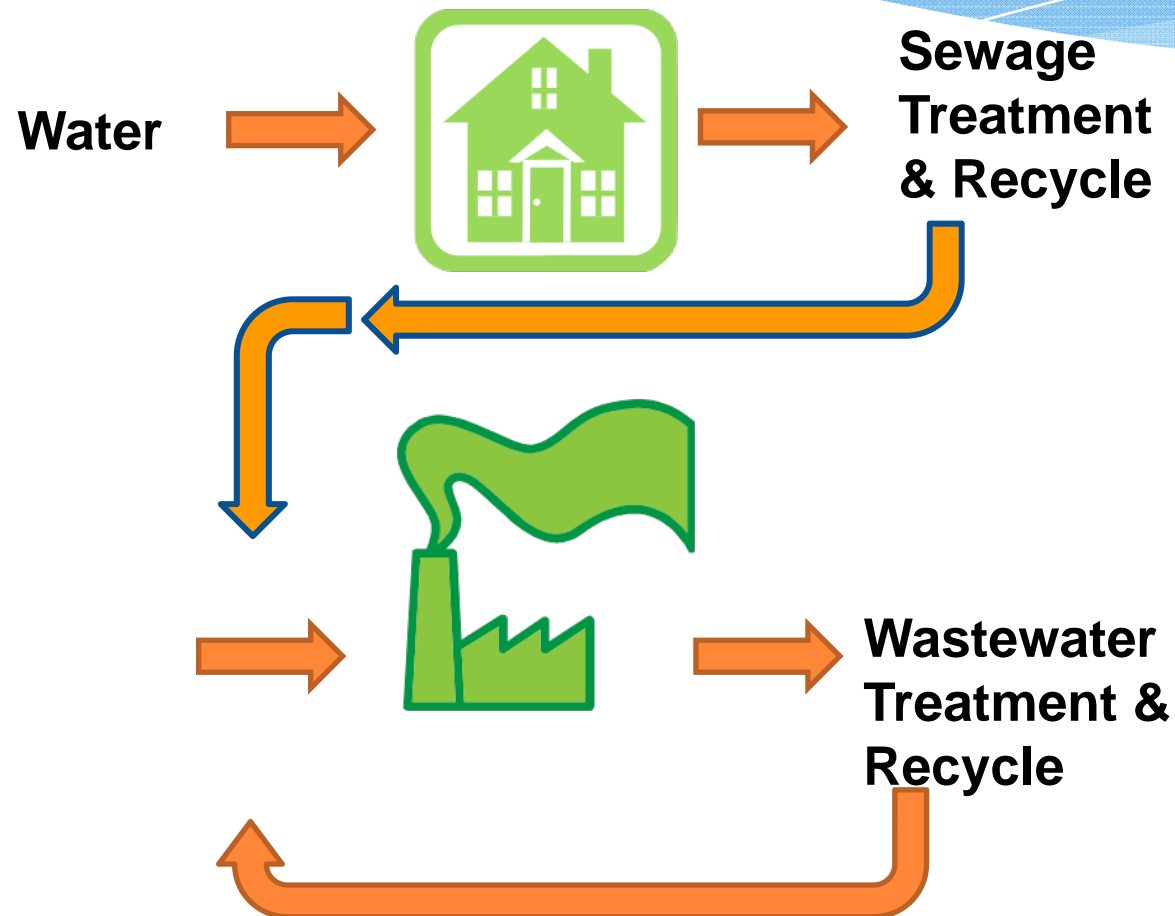 Water
Sewage
Treatment
& Recycle
Wastewater
Treatment &
Recycle